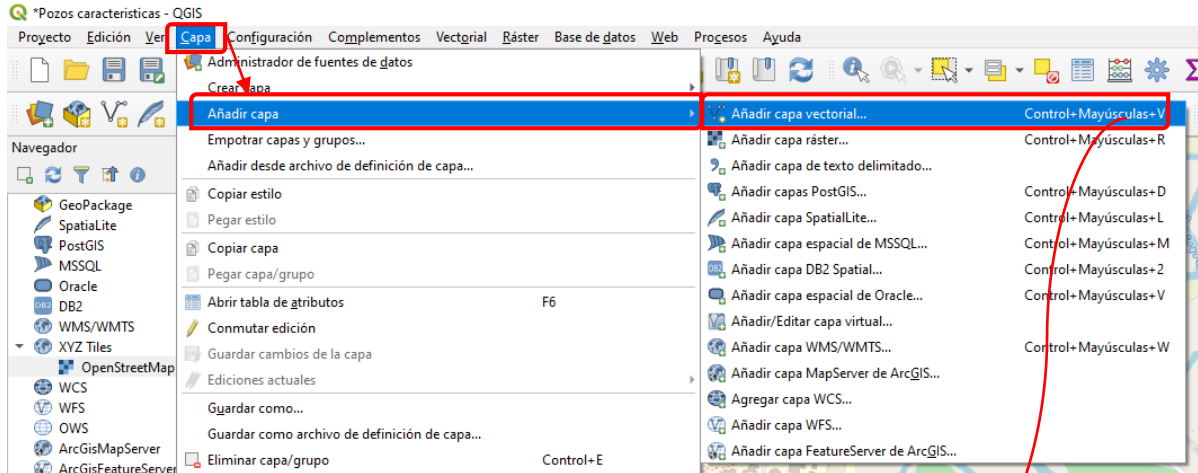 *Pozos caracteristicas - QGIS
Proyecto Edición Ver Capa Configuración Complementos Vectorial Ráster Base de datos Web Procesos Ayuda
Administrador de fuentes de datos
Crear capa
Añadir capa
Empotrar capas y grupos...
Añadir desde archivo de definición de capa...
Copiar estilo
Pegar estilo
Copiar capa
Pegar capa/grupo
Abrir tabla de atributos F6
Conmutar edición
Guardar cambios de la capa
Ediciones actuales
Guardar como...
Guardar como archivo de definición de capa...
Eliminar capa/grupo Control+E
Añadir capa vectorial... Control+Mayúsculas+V
Añadir capa ráster... Control+Mayúsculas+R
Añadir capa de texto delimitado...
Añadir capas PostGIS... Control+Mayúsculas+D
Añadir capa SpatialLite... Control+Mayúsculas+L
Añadir capa espacial de MSSQL... Control+Mayúsculas+M
Añadir capa DB2 Spatial... Control+Mayúsculas+2
Añadir capa espacial de Oracle... Control+Mayúsculas+V
Añadir/Editar capa virtual...
Añadir capa WMS/WMTS... Control+Mayúsculas+W
Añadir capa MapServer de ArcGIS...
Agregar capa WCS...
Añadir capa WFS...
Añadir capa FeatureServer de ArcGIS...
Navegador
GeoPackage
SpatiaLite
PostGIS
MSSQL
Oracle
DB2 DB2
WMS/WMTS
XYZ Tiles
OpenStreetMap
WCS
WFS
OWS
ArcGisMapServer
ArcGisFeatureServer